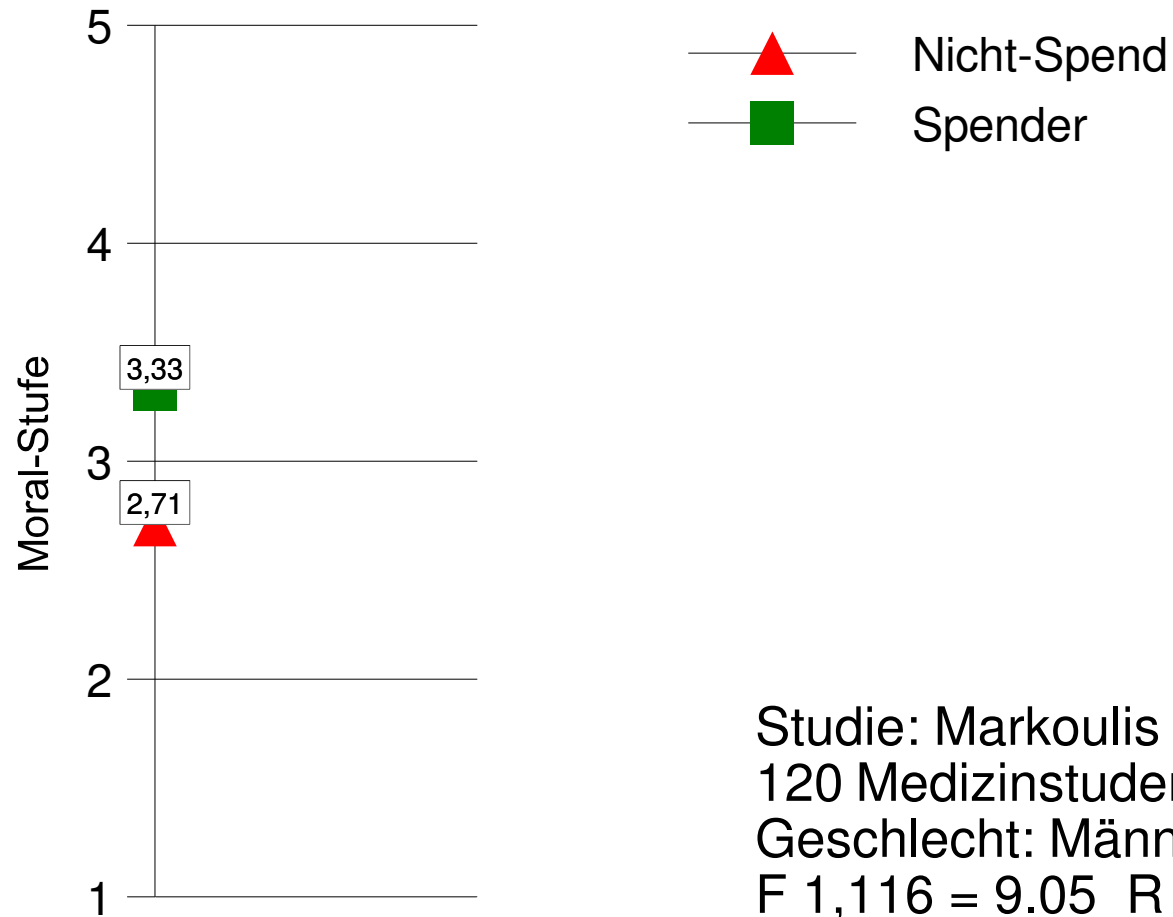 5
4
3
2
1
Moral-Stufe
3,33
2,71
Nicht-Spend
Spender
Studie: Markoulis
120 Medizinstuden
Geschlecht: Männ
F 1,116 = 9.05 R